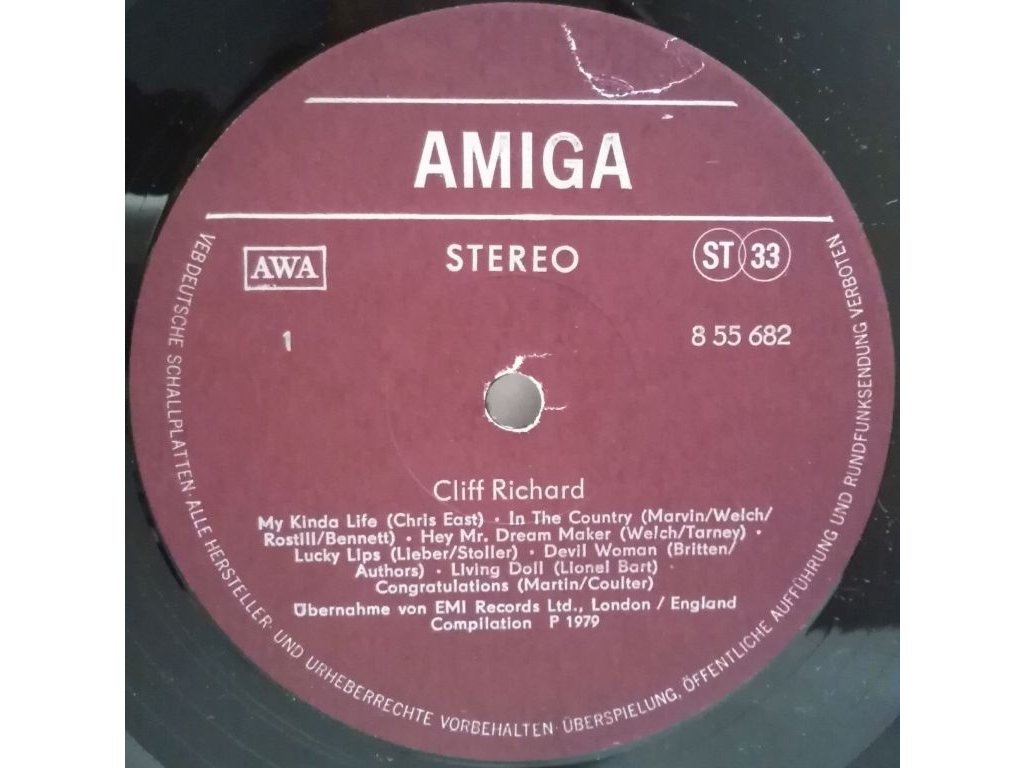 AMIGA
AWA
STEREO
ST 33
1
8 55 682
Cliff Richard
My Kinda Life (Chris East) · In The Country (Marvin/Welch/
Rostill/Bennett) · Hey Mr. Dream Maker (Welch/Tarney) ·
Lucky Lips (Lieber/Stoller) · Devil Woman (Britten/
Authors) · Living Doll (Lionel Bart) ·
Congratulations (Martin/Coulter)
Übernahme von EMI Records Ltd., London / England
Compilation P 1979
VEB DEUTSCHE SCHALLPLATTEN · ALLE HERSTELLER- UND URHEBERRECHTE VORBEHALTEN · ÜBERSPIELUNG, ÖFFENTLICHE AUFFÜHRUNG UND RUNDFUNKSENDUNG VERBOTEN